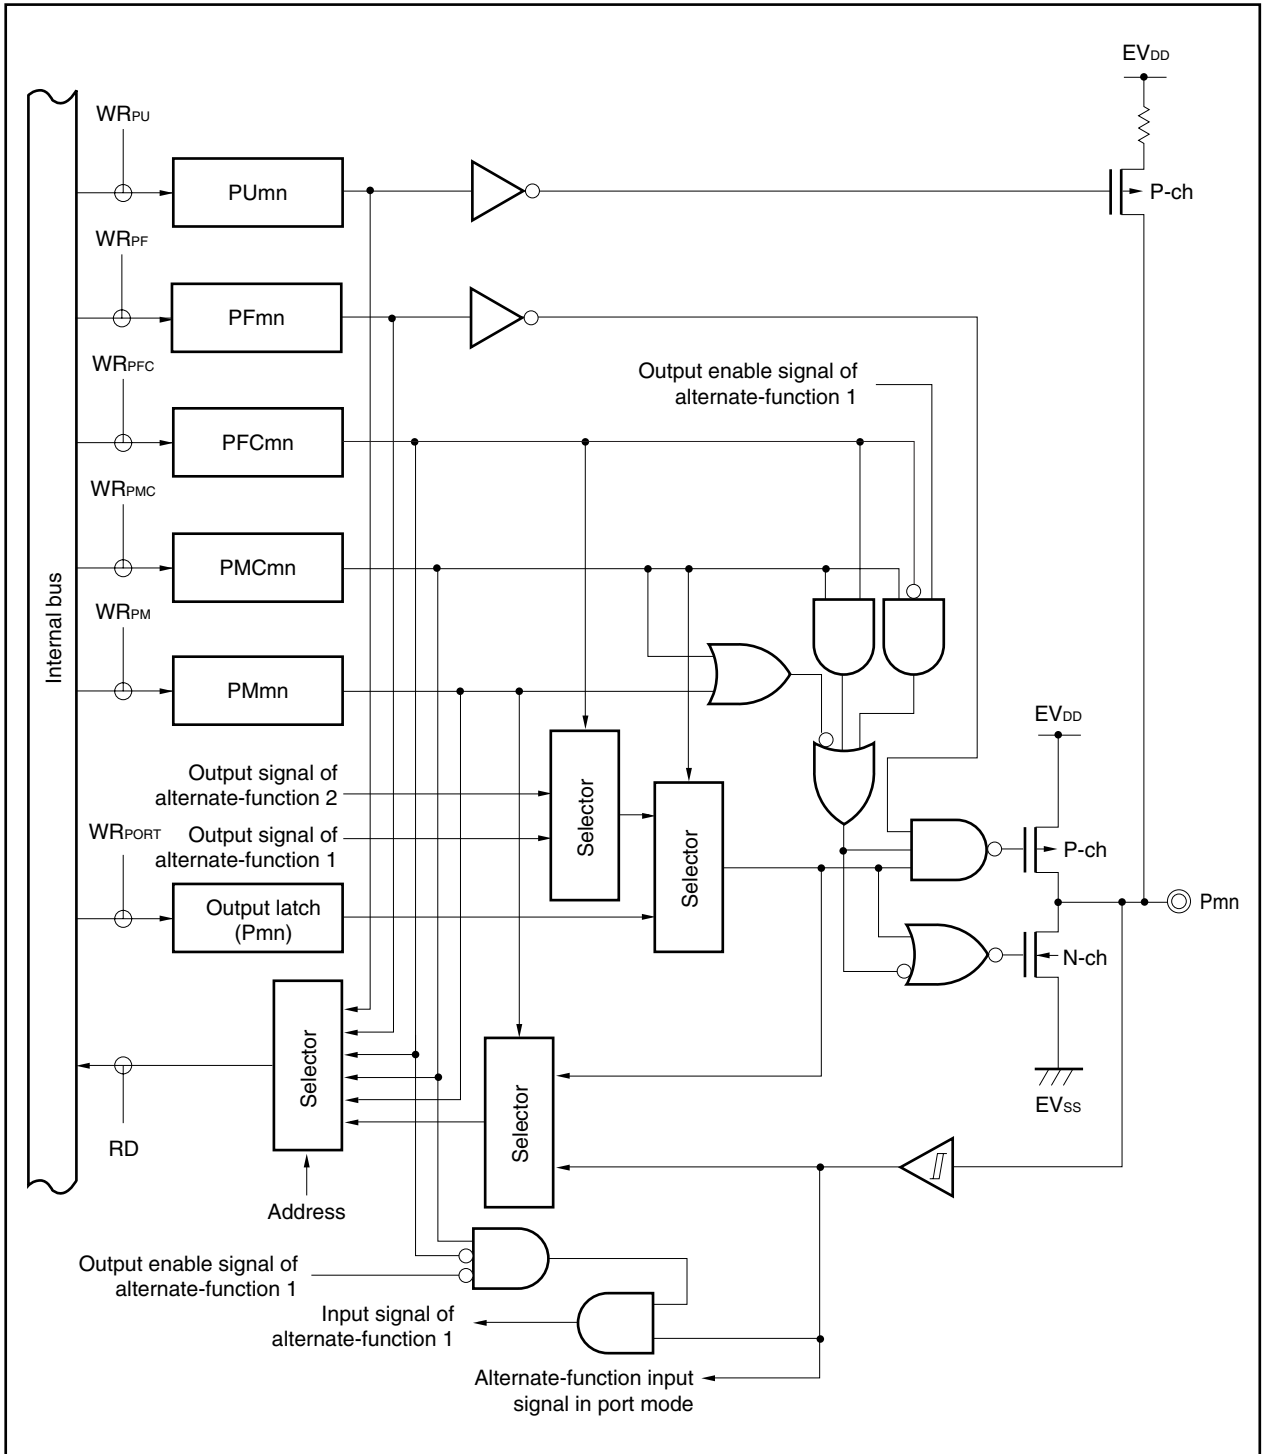 EVDD
WRPU
PUmn
P-ch
WRPF
PFmn
WRPFC
Output enable signal of
alternate-function 1
PFCmn
WRPMC
PMCmn
Internal bus
WRPM
PMmn
EVDD
Output signal of
alternate-function 2
WRPORT
Output signal of
alternate-function 1
Selector
Selector
P-ch
Output latch
(Pmn)
Pmn
N-ch
Selector
Selector
EVSS
RD
Address
Output enable signal of
alternate-function 1
Input signal of
alternate-function 1
Alternate-function input
signal in port mode